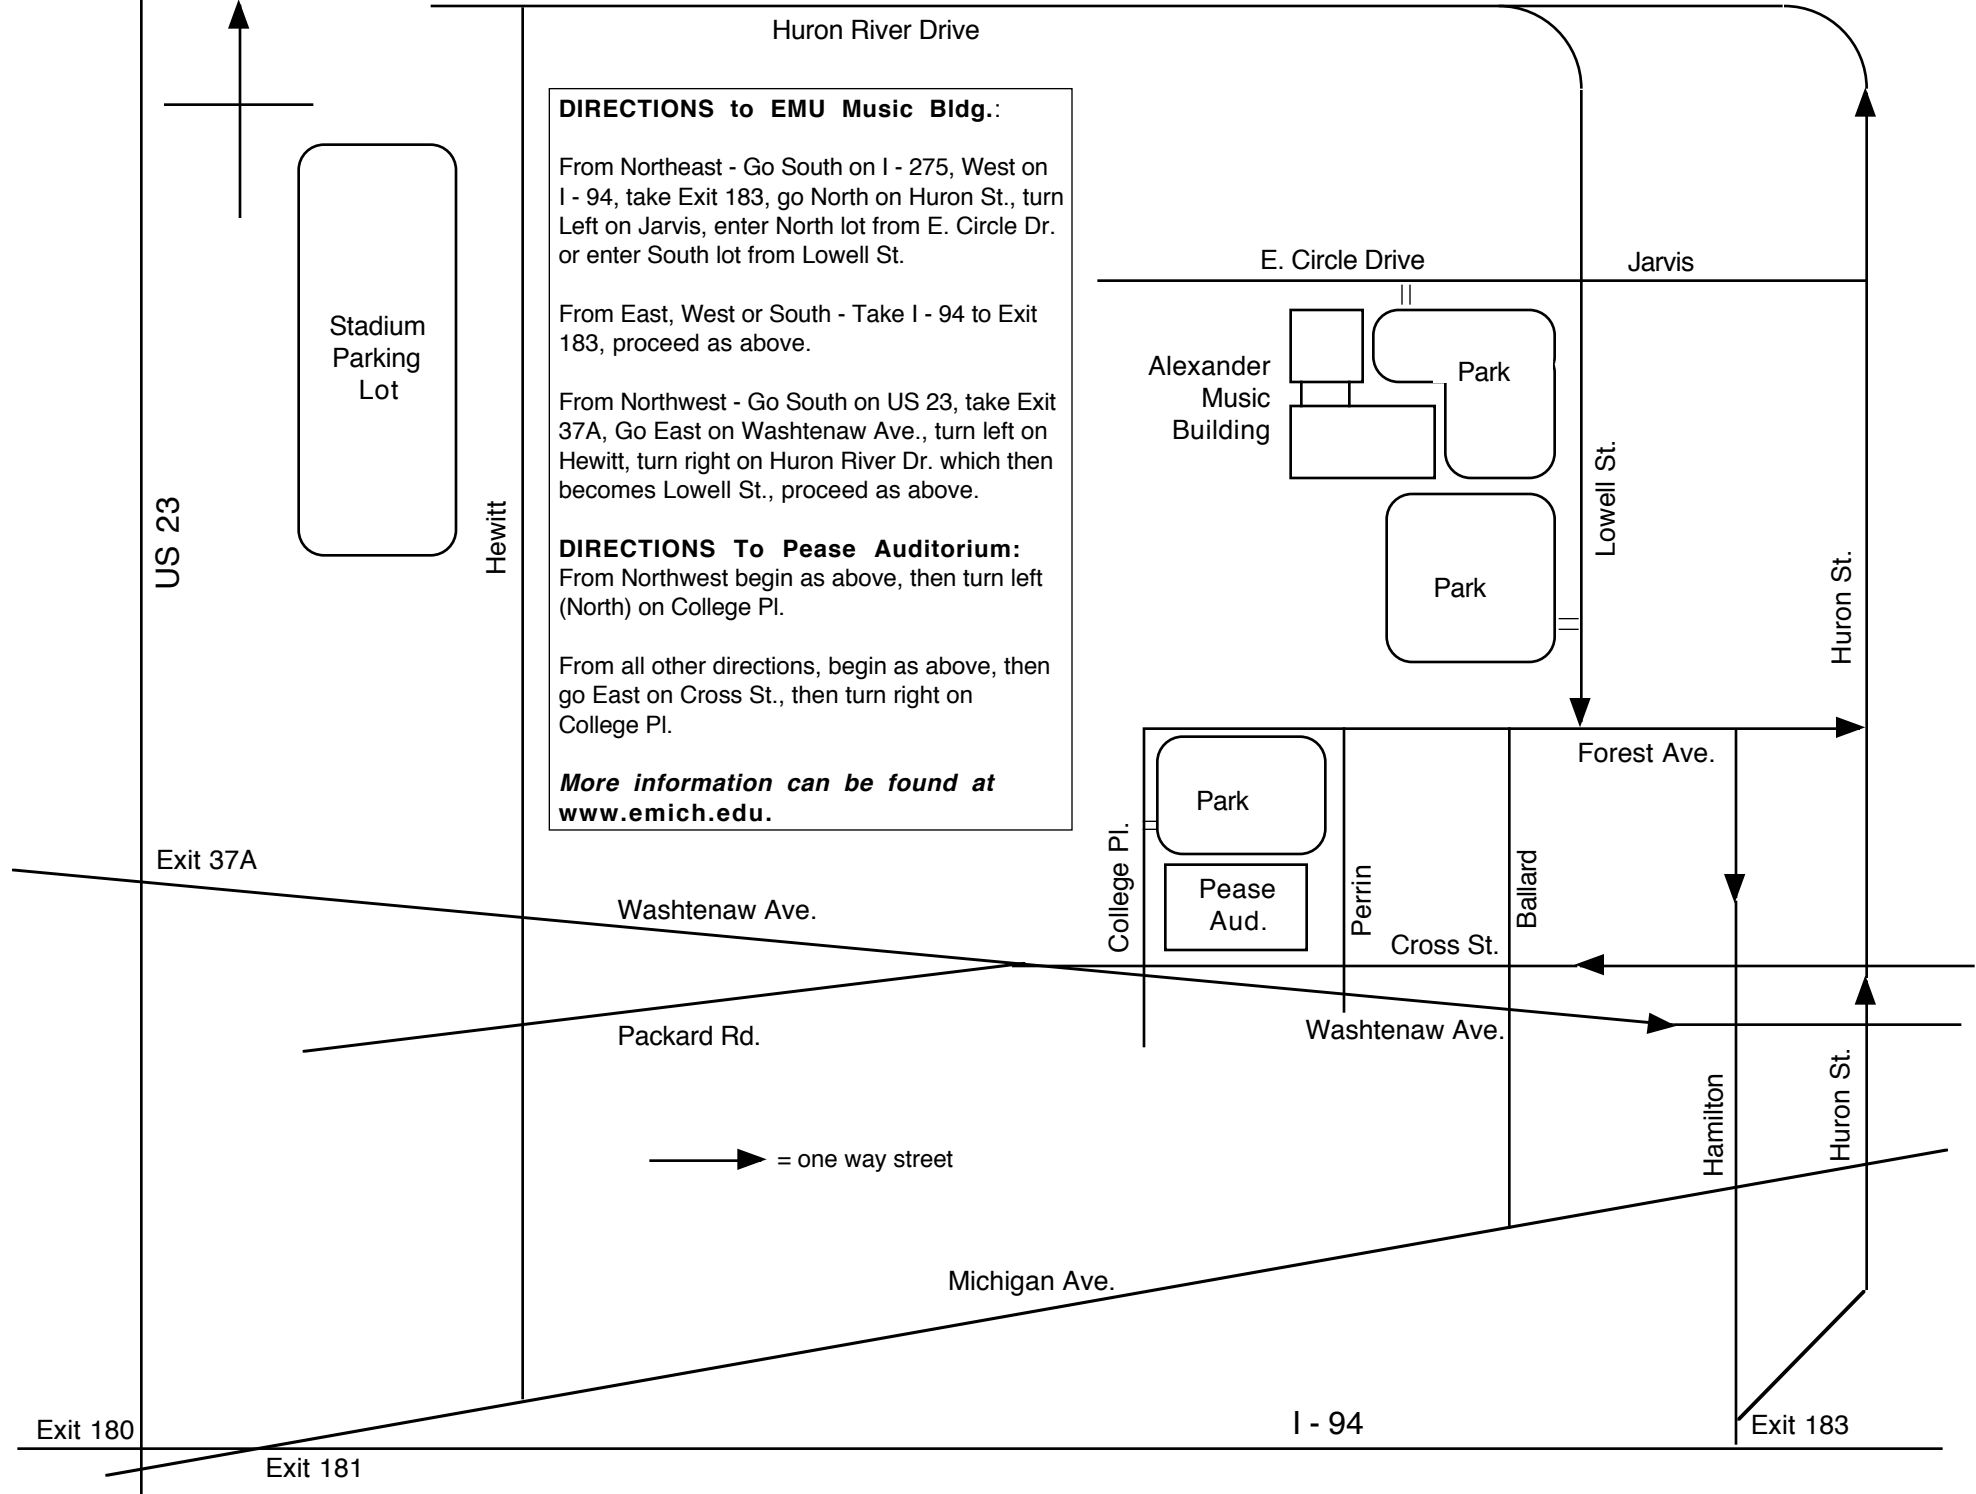 Huron River Drive
DIRECTIONS to EMU Music Bldg.:
From Northeast - Go South on I - 275, West on
I - 94, take Exit 183, go North on Huron St., turn
Left on Jarvis, enter North lot from E. Circle Dr.
or enter South lot from Lowell St.
From East, West or South - Take I - 94 to Exit
183, proceed as above.
From Northwest - Go South on US 23, take Exit
37A, Go East on Washtenaw Ave., turn left on
Hewitt, turn right on Huron River Dr. which then
becomes Lowell St., proceed as above.
DIRECTIONS To Pease Auditorium:
From Northwest begin as above, then turn left
(North) on College Pl.
From all other directions, begin as above, then
go East on Cross St., then turn right on
College Pl.
More information can be found at
www.emich.edu.
Stadium
Parking
Lot
US 23
Hewitt
E. Circle Drive
Jarvis
Alexander
Music
Building
Park
Park
Lowell St.
Huron St.
Forest Ave.
Park
College Pl.
Pease
Aud.
Perrin
Ballard
Cross St.
Exit 37A
Washtenaw Ave.
Packard Rd.
Washtenaw Ave.
Hamilton
Huron St.
= one way street
Michigan Ave.
I - 94
Exit 180
Exit 181
Exit 183